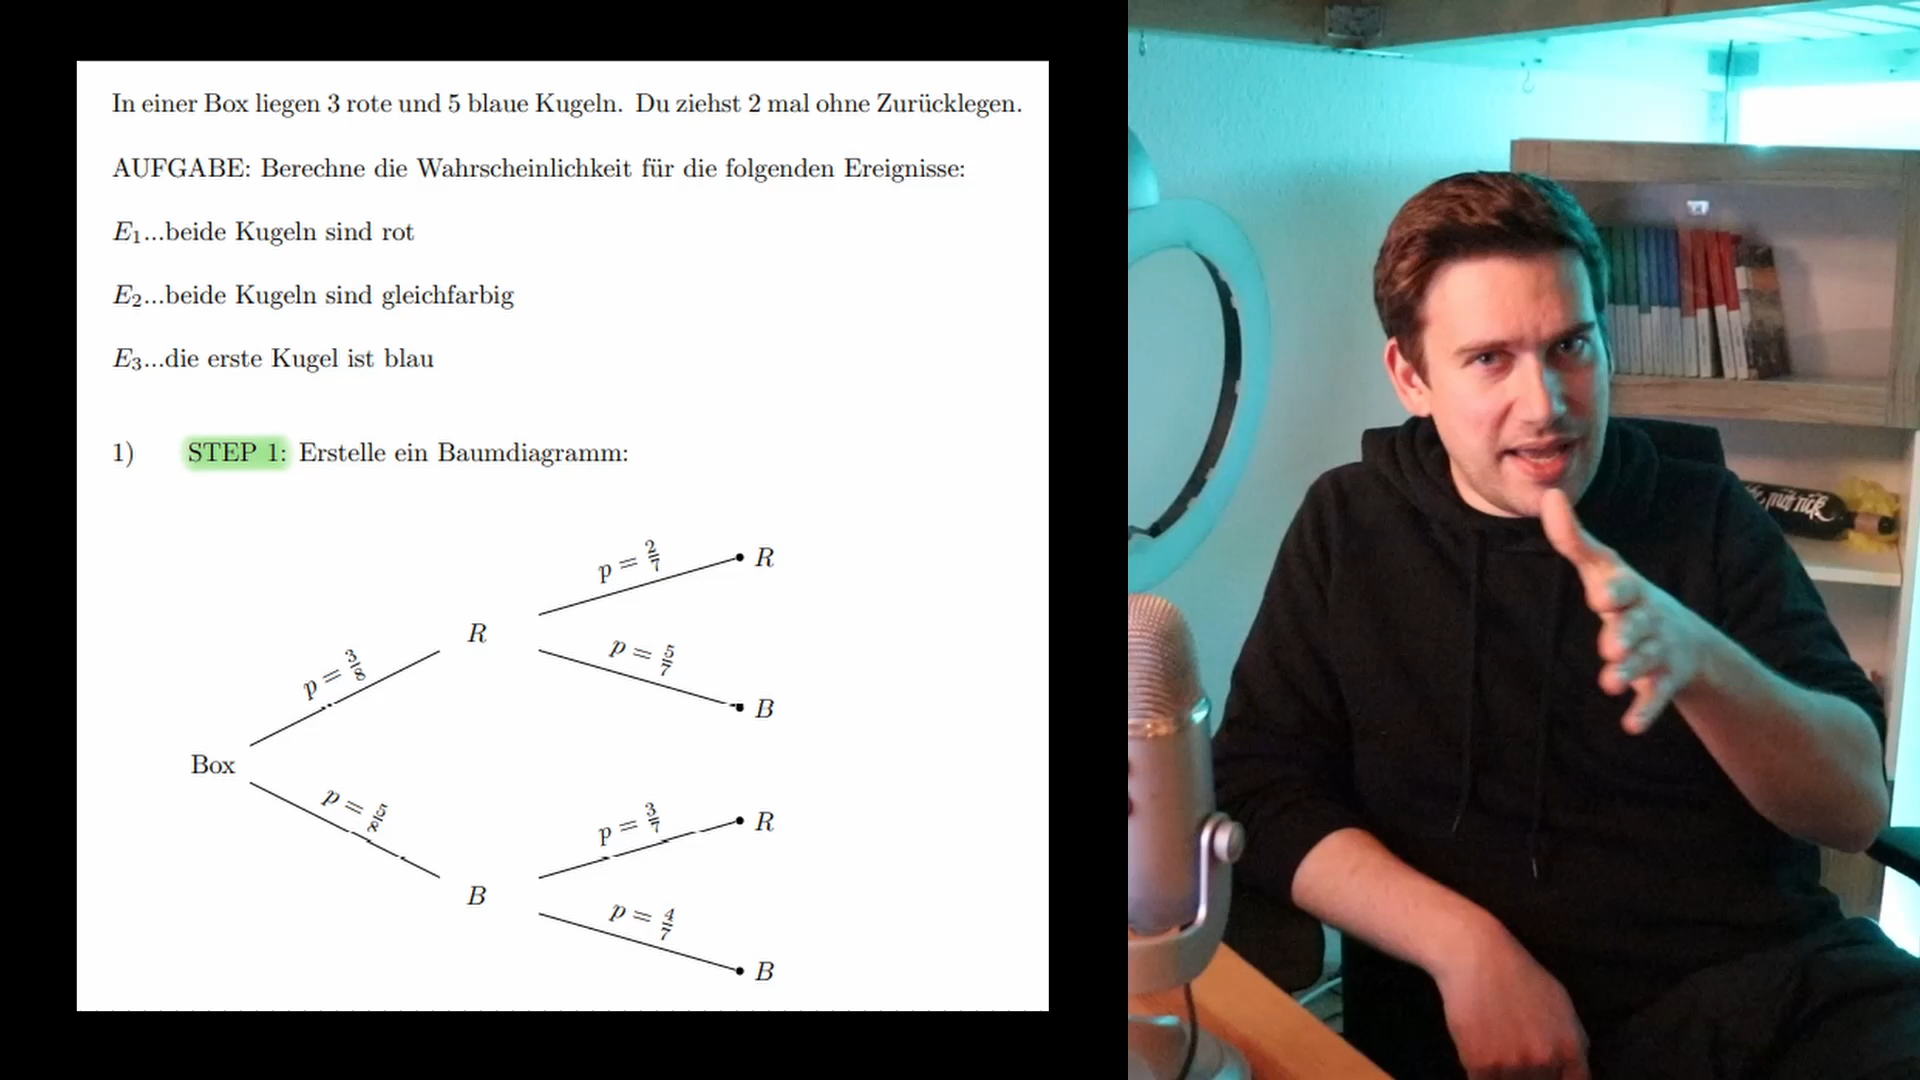 In einer Box liegen 3 rote und 5 blaue Kugeln. Du ziehst 2 mal ohne Zurücklegen.
AUFGABE: Berechne die Wahrscheinlichkeit für die folgenden Ereignisse:
E₁...beide Kugeln sind rot
E₂...beide Kugeln sind gleichfarbig
E₃...die erste Kugel ist blau
1) STEP 1: Erstelle ein Baumdiagramm:
p = 2/7 R
R
p = 5/7 B
p = 3/8
Box
p = 5/8
p = 3/7 R
B
p = 4/7 B